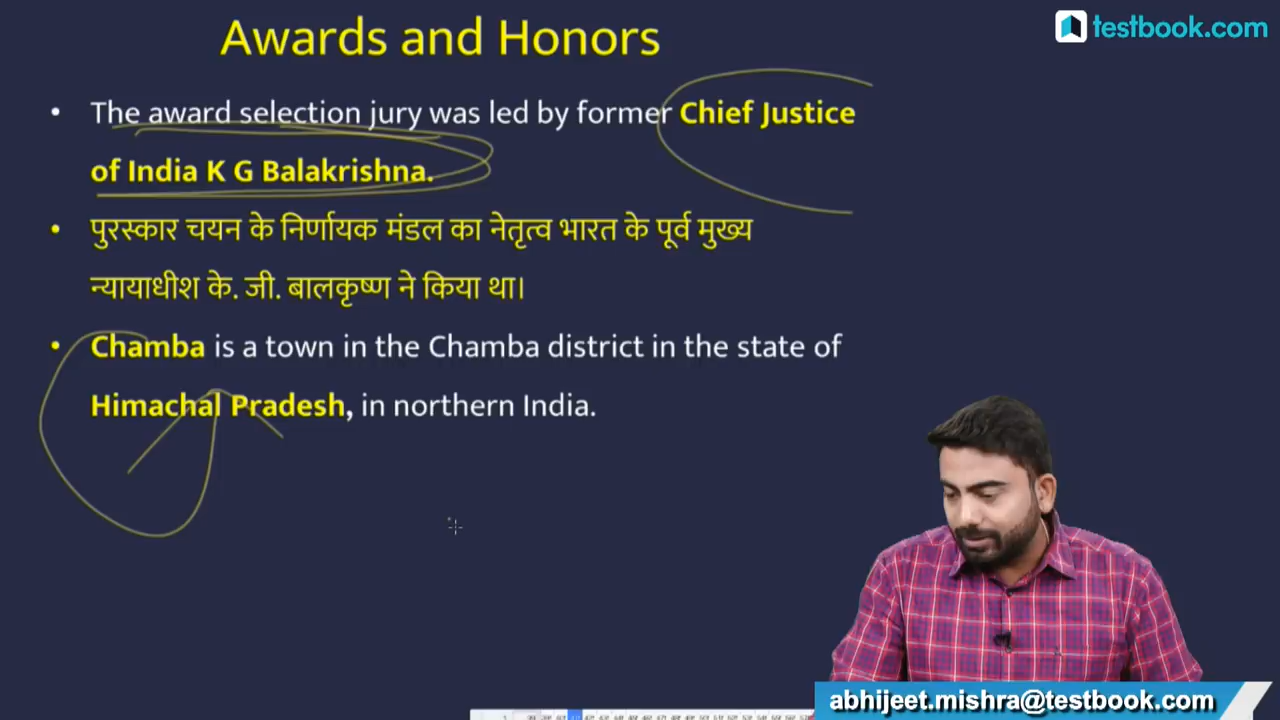 Awards and Honors
testbook.com
• The award selection jury was led by former Chief Justice
of India K G Balakrishna.
• पुरस्कार चयन के निर्णायक मंडल का नेतृत्व भारत के पूर्व मुख्य
न्यायाधीश के. जी. बालकृष्ण ने किया था।
• Chamba is a town in the Chamba district in the state of
Himachal Pradesh, in northern India.
abhijeet.mishra@testbook.com